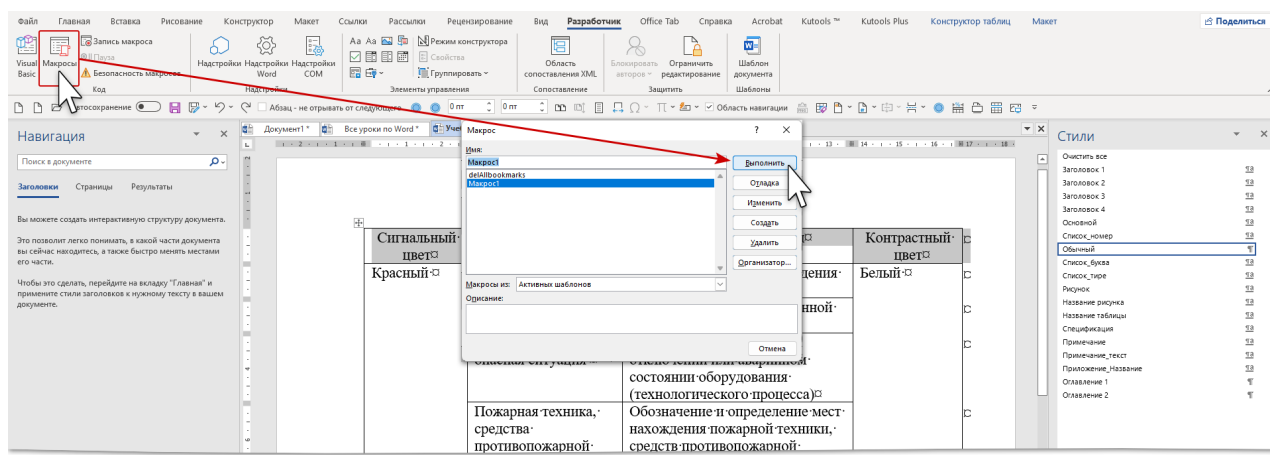 Файл Главная Вставка Рисование Конструктор Макет Ссылки Рассылки Рецензирование Вид Разработчик Office Tab Справка Acrobat Kutools ™ Kutools Plus Конструктор таблиц Макет Поделиться
Visual Basic
Макросы
Запись макроса
Пауза
Безопасность макросов
Код
Надстройки
Надстройки Word
Надстройки COM
Надстройки
Aa Aa
Режим конструктора
Свойства
Группировать
Элементы управления
Область сопоставления XML
Сопоставление
Блокировать авторов
Ограничить редактирование
Защитить
Шаблон документа
Шаблоны
Автосохранение
Абзац - не отрывать от следующего
0 пт
0 пт
Область навигации
Навигация
Поиск в документе
Заголовки Страницы Результаты
Вы можете создать интерактивную структуру документа.
Это позволит легко понимать, в какой части документа
вы сейчас находитесь, а также быстро менять местами
его части.
Чтобы это сделать, перейдите на вкладку "Главная" и
примените стили заголовков к нужному тексту в вашем
документе.
Документ1 * Все уроки по Word *
Макрос ? ×
Имя:
Макрос1
delAllbookmarks
Макрос1
Выполнить
Отладка
Изменить
Создать
Удалить
Организатор...
Макросы из: Активных шаблонов
Описание:
Отмена
Сигнальный·
цвет¤
Контрастный·
цвет¤
Красный·¤
Белый·¤
состоянии·оборудования·
(технологического·процесса)¤
Пожарная·техника,·
средства·
противопожарной·
Обозначение·и·определение·мест·
нахождения·пожарной·техники,·
средств·противопожарной·
Стили
Очистить все
Заголовок 1
Заголовок 2
Заголовок 3
Заголовок 4
Основной
Список_номер
Обычный
Список_буква
Список_тире
Рисунок
Название рисунка
Название таблицы
Спецификация
Примечание
Примечание_текст
Приложение_Название
Оглавление 1
Оглавление 2